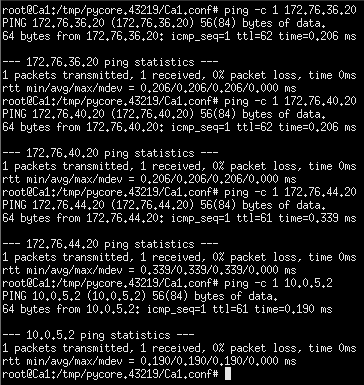 root@Ca1:/tmp/pycore.43219/Ca1.conf# ping -c 1 172.76.36.20
PING 172.76.36.20 (172.76.36.20) 56(84) bytes of data.
64 bytes from 172.76.36.20: icmp_seq=1 ttl=62 time=0.206 ms

--- 172.76.36.20 ping statistics ---
1 packets transmitted, 1 received, 0% packet loss, time 0ms
rtt min/avg/max/mdev = 0.206/0.206/0.206/0.000 ms
root@Ca1:/tmp/pycore.43219/Ca1.conf# ping -c 1 172.76.40.20
PING 172.76.40.20 (172.76.40.20) 56(84) bytes of data.
64 bytes from 172.76.40.20: icmp_seq=1 ttl=62 time=0.206 ms

--- 172.76.40.20 ping statistics ---
1 packets transmitted, 1 received, 0% packet loss, time 0ms
rtt min/avg/max/mdev = 0.206/0.206/0.206/0.000 ms
root@Ca1:/tmp/pycore.43219/Ca1.conf# ping -c 1 172.76.44.20
PING 172.76.44.20 (172.76.44.20) 56(84) bytes of data.
64 bytes from 172.76.44.20: icmp_seq=1 ttl=61 time=0.339 ms

--- 172.76.44.20 ping statistics ---
1 packets transmitted, 1 received, 0% packet loss, time 0ms
rtt min/avg/max/mdev = 0.339/0.339/0.339/0.000 ms
root@Ca1:/tmp/pycore.43219/Ca1.conf# ping -c 1 10.0.5.2
PING 10.0.5.2 (10.0.5.2) 56(84) bytes of data.
64 bytes from 10.0.5.2: icmp_seq=1 ttl=61 time=0.190 ms

--- 10.0.5.2 ping statistics ---
1 packets transmitted, 1 received, 0% packet loss, time 0ms
rtt min/avg/max/mdev = 0.190/0.190/0.190/0.000 ms
root@Ca1:/tmp/pycore.43219/Ca1.conf#